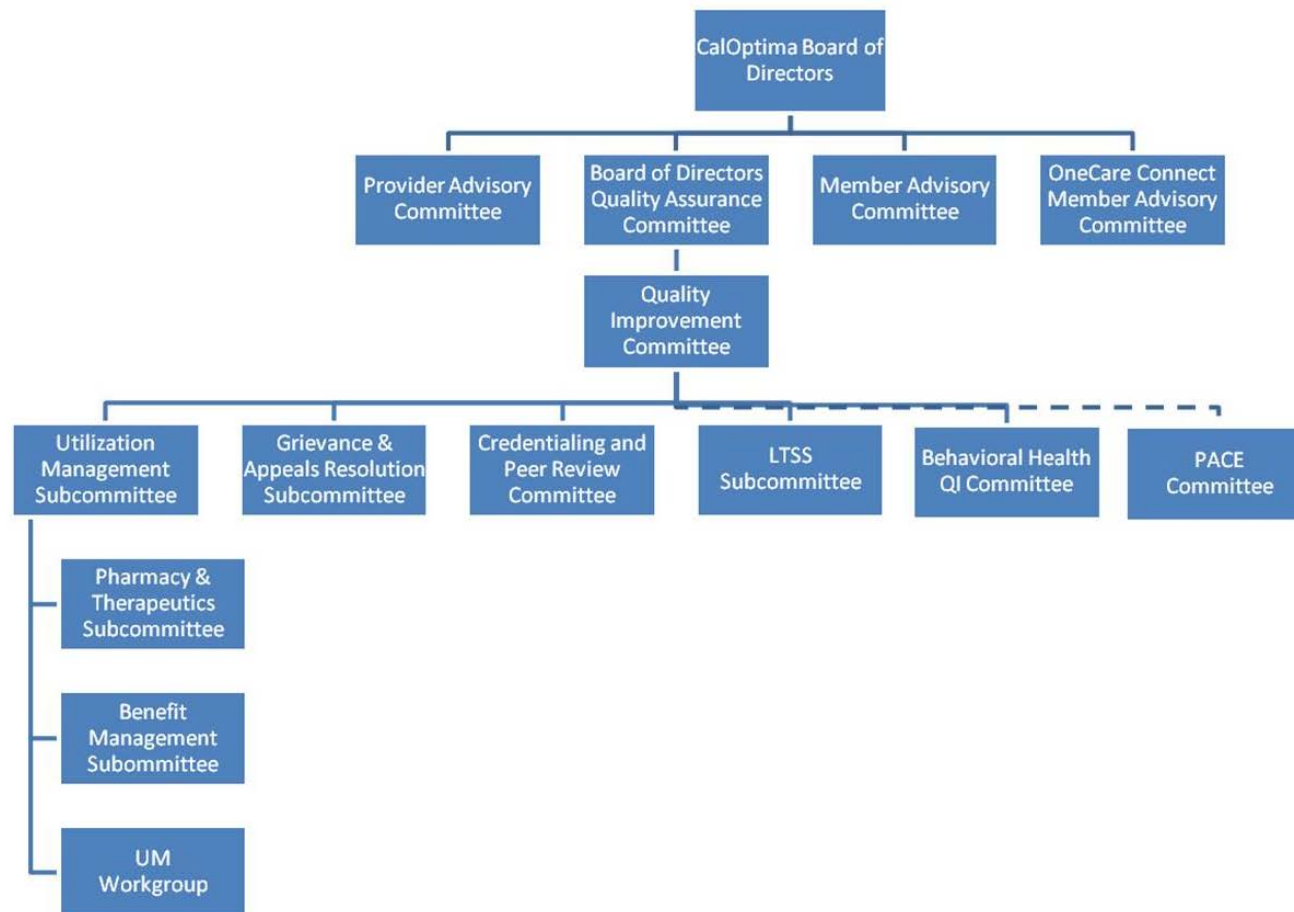 CalOptima Board of
Directors
Provider Advisory
Committee
Board of Directors
Quality Assurance
Committee
Member Advisory
Committee
OneCare Connect
Member Advisory
Committee
Quality
Improvement
Committee
Utilization
Management
Subcommittee
Grievance &
Appeals Resolution
Subcommittee
Credentialing and
Peer Review
Committee
LTSS
Subcommittee
Behavioral Health
QI Committee
PACE
Committee
Pharmacy &
Therapeutics
Subcommittee
Benefit
Management
Subommittee
UM
Workgroup